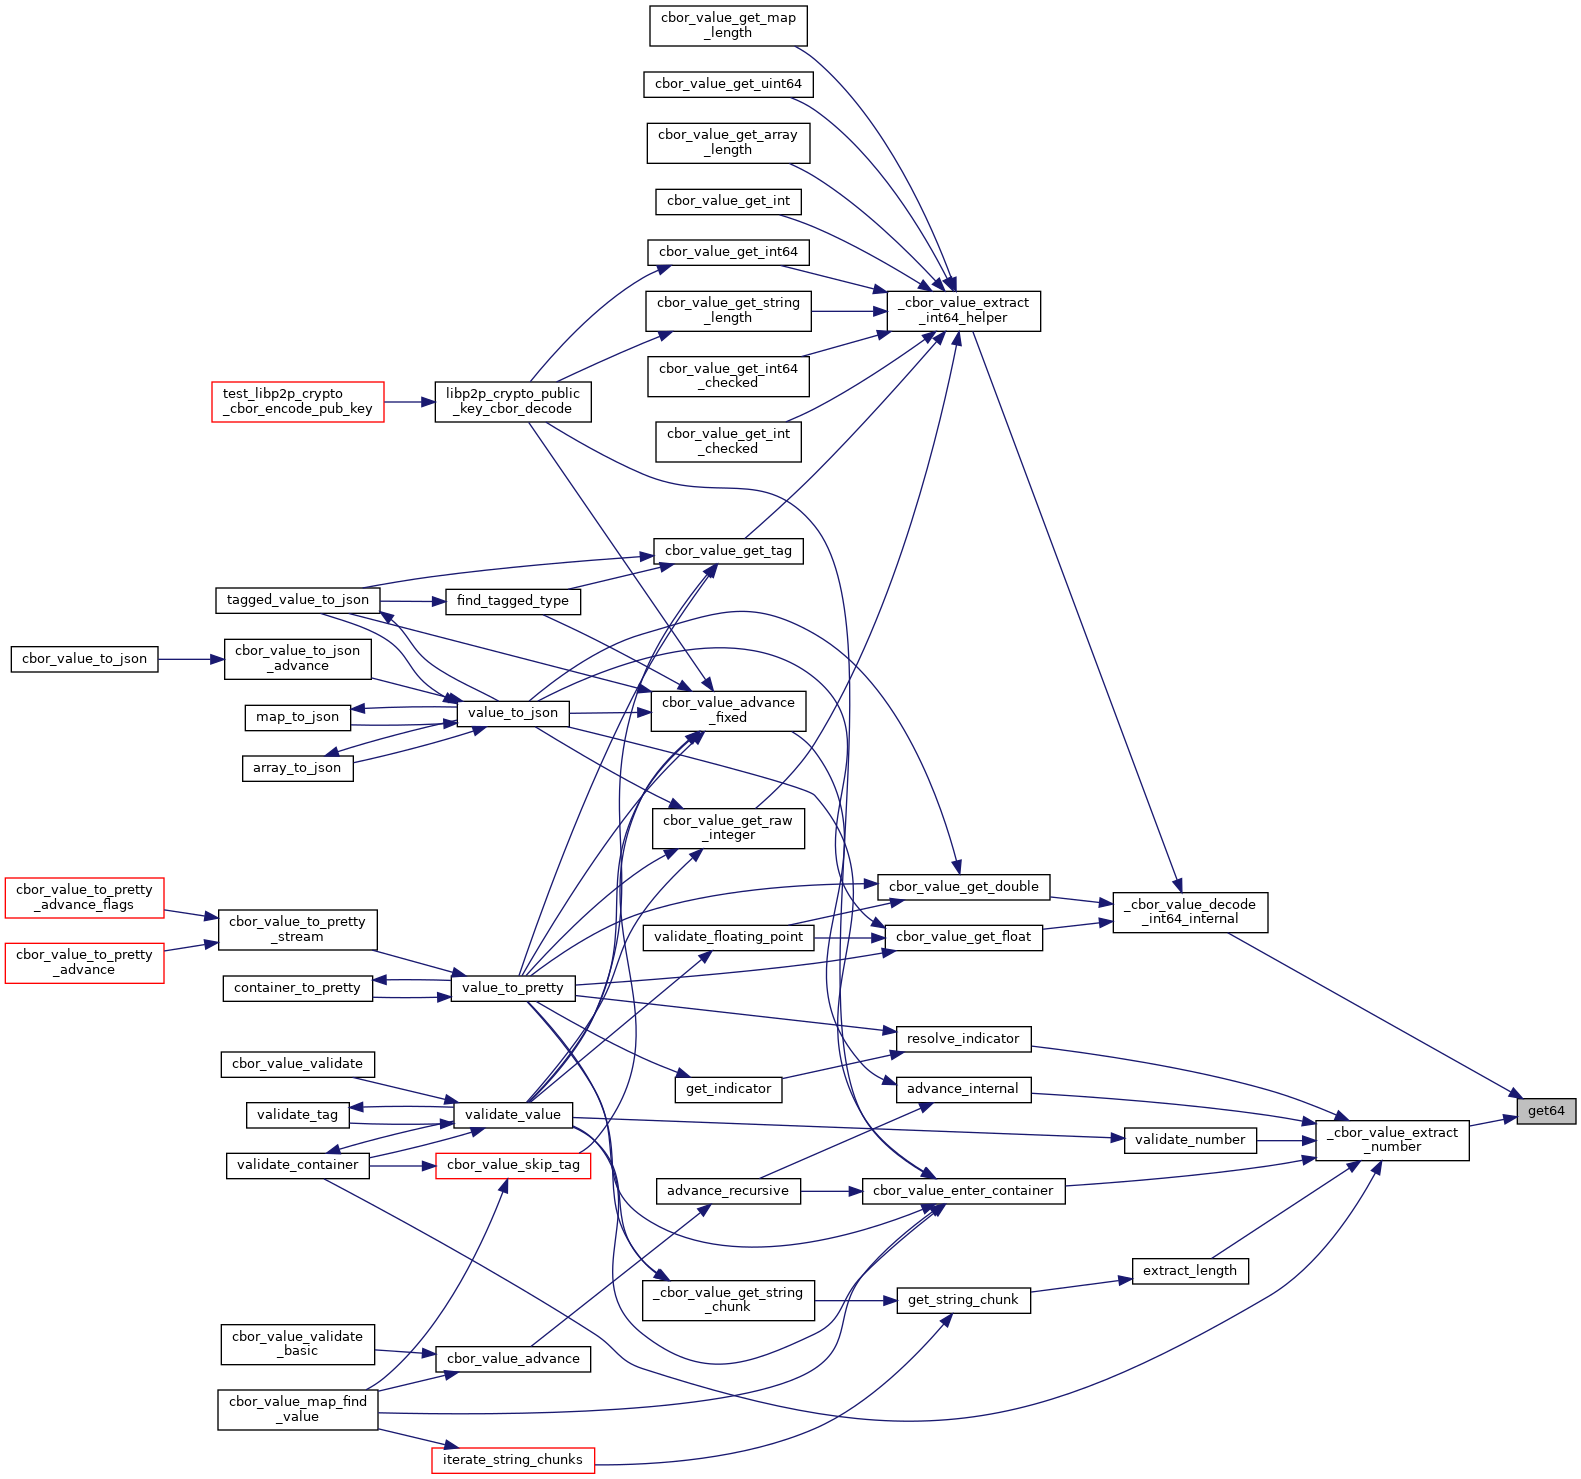 cbor_value_get_map
_length
cbor_value_get_uint64
cbor_value_get_array
_length
cbor_value_get_int
cbor_value_get_int64
cbor_value_get_string
_length
_cbor_value_extract
_int64_helper
cbor_value_get_int64
_checked
test_libp2p_crypto
_cbor_encode_pub_key
libp2p_crypto_public
_key_cbor_decode
cbor_value_get_int
_checked
cbor_value_get_tag
tagged_value_to_json
find_tagged_type
cbor_value_to_json
cbor_value_to_json
_advance
map_to_json
value_to_json
cbor_value_advance
_fixed
array_to_json
cbor_value_get_raw
_integer
cbor_value_to_pretty
_advance_flags
cbor_value_get_double
cbor_value_decode
_int64_internal
cbor_value_to_pretty
_stream
validate_floating_point
cbor_value_get_float
cbor_value_to_pretty
_advance
container_to_pretty
value_to_pretty
resolve_indicator
cbor_value_validate
get_indicator
advance_internal
get64
validate_tag
validate_value
validate_number
_cbor_value_extract
_number
validate_container
cbor_value_skip_tag
advance_recursive
cbor_value_enter_container
extract_length
_cbor_value_get_string
_chunk
get_string_chunk
cbor_value_validate
_basic
cbor_value_advance
cbor_value_map_find
_value
iterate_string_chunks